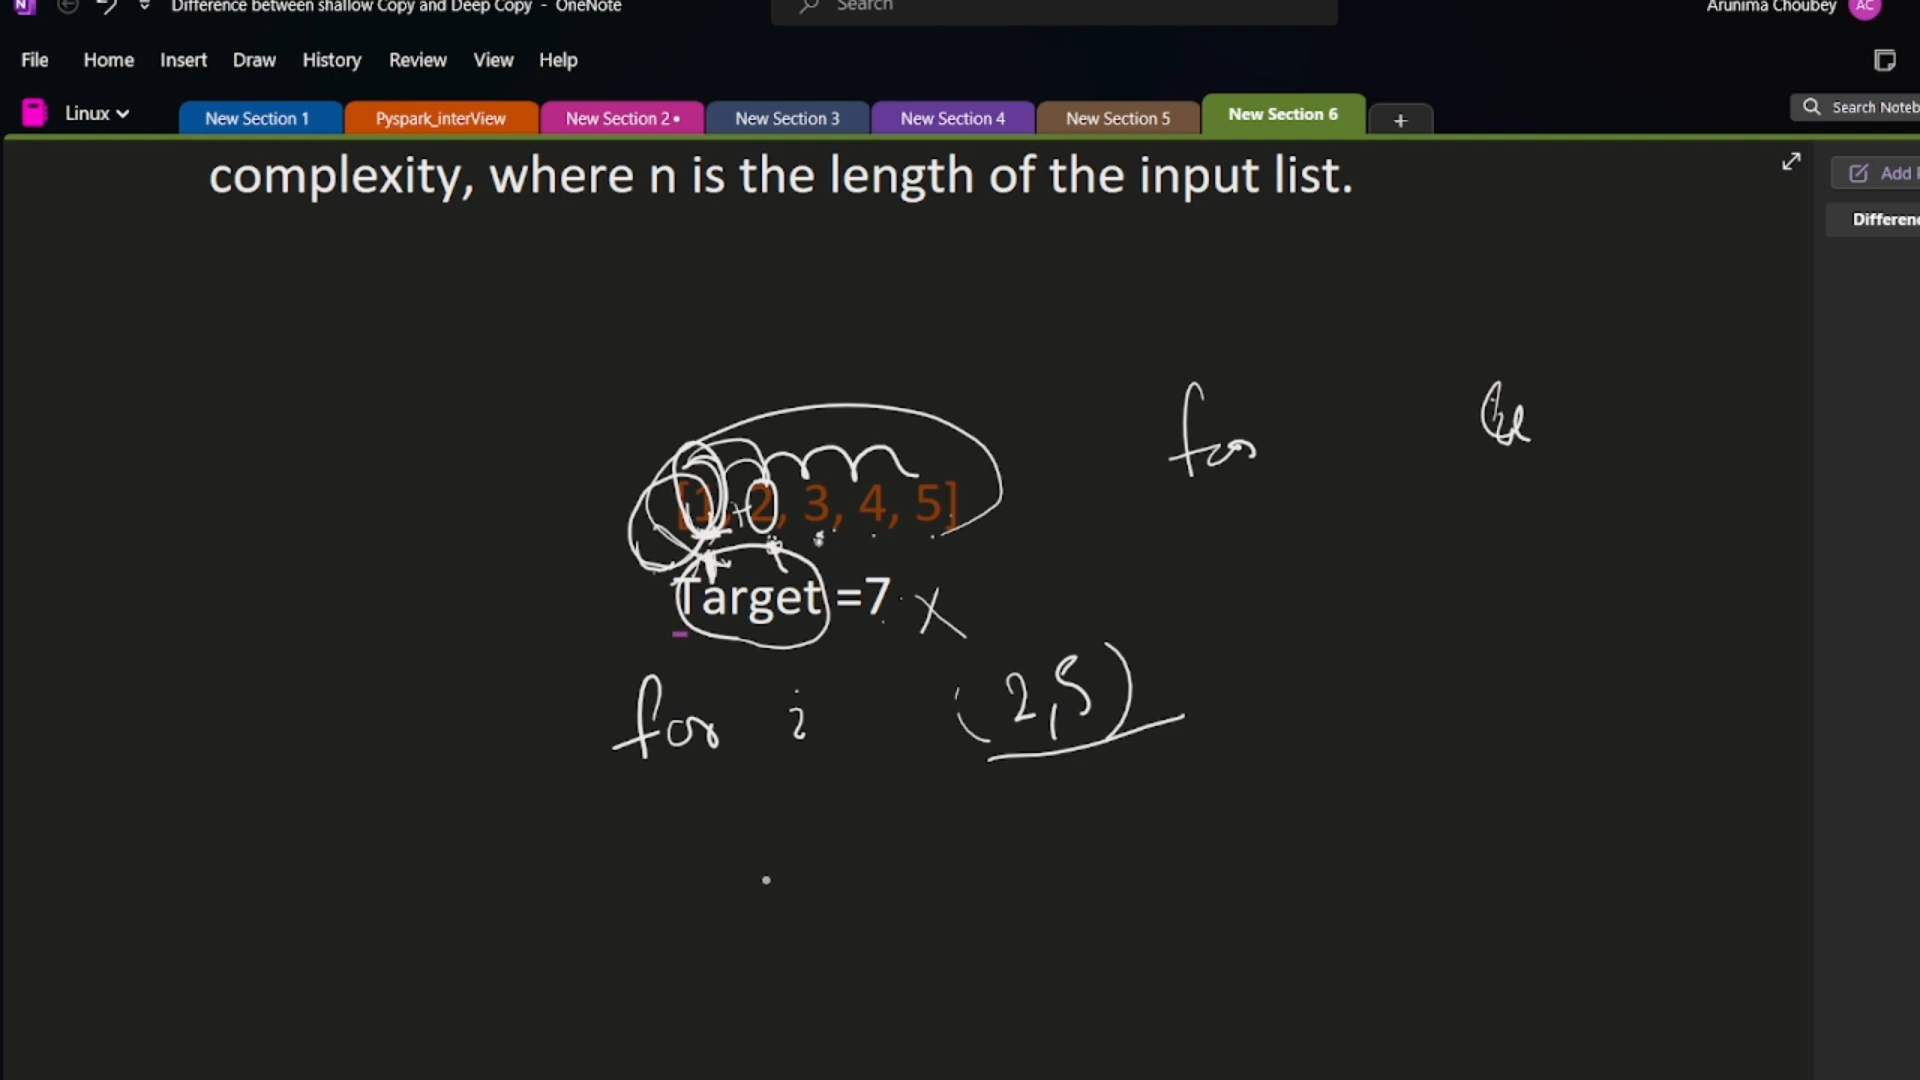 Difference between shallow Copy and Deep Copy - OneNote
Search
Arunima Choubey
AC
File Home Insert Draw History Review View Help
Linux
New Section 1
Pyspark_interView
New Section 2
New Section 3
New Section 4
New Section 5
New Section 6
+
Search Noteb
complexity, where n is the length of the input list.
Add
Differenc
for
[1, 2, 3, 4, 5]
+
Target =7 x
for i (2,5)